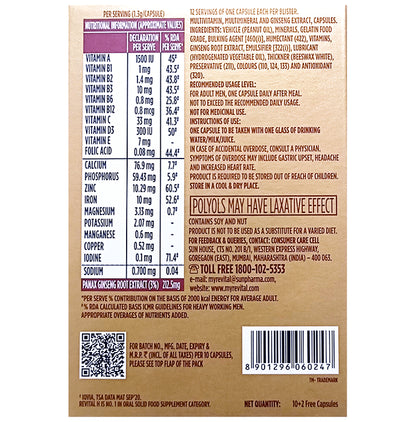 PER SERVING (1.3g/CAPSULE)
NUTRITIONAL INFORMATION (APPROXIMATE VALUES)
DECLARATION PER SERVE % RDA PER SERVE
VITAMIN A 1500 IU 45#
VITAMIN B1 1 mg 43.5#
VITAMIN B2 1.4 mg 43.8#
VITAMIN B3 10 mg 43.5#
VITAMIN B6 0.8 mg 25.8#
VITAMIN B12 0.8 mcg 36.4#
VITAMIN C 33 mg 41.3#
VITAMIN D3 300 IU 50#
VITAMIN E 7 mg -
FOLIC ACID 0.08 mg 44.4#
CALCIUM 76.9 mg 7.7#
PHOSPHORUS 59.43 mg 5.9#
ZINC 10.29 mg 60.5#
IRON 10 mg 52.6#
MAGNESIUM 3.13 mg 0.7#
POTASSIUM 2.07 mg -
MANGANESE 0.6 mg -
COPPER 0.52 mg -
IODINE 0.1 mg 71.4#
SODIUM 0.700 mg 0.04
PANAX GINSENG ROOT EXTRACT (3%) 212.5mg
*PER SERVE % CONTRIBUTION ON THE BASIS OF 2000 kcal ENERGY FOR AVERAGE ADULT.
# % RDA CALCULATED BASIS ICMR GUIDELINES FOR HEAVY WORKING MEN.
APPROPRIATE OVERAGES OF NUTRIENT ADDED.
12 SERVINGS OF ONE CAPSULE EACH PER BLISTER.
MULTIVITAMIN, MULTIMINERAL AND GINSENG EXTRACT, CAPSULES.
INGREDIENTS: VEHICLE (PEANUT OIL), MINERALS, GELATIN FOOD
GRADE, BULKING AGENT HUMECTANT (422), VITAMINS,
GINSENG ROOT EXTRACT, EMULSIFIER LUBRICANT
(HYDROGENATED VEGETABLE OIL), THICKNER (BEESWAX WHITE),
PRESERVATIVE COLOURS AND ANTIOXIDANT
(320).
RECOMMENDED USAGE LEVEL:
FOR ADULT MEN, ONE CAPSULE DAILY TO BE TAKEN.
NOT TO EXCEED THE RECOMMENDED DAILY USAGE.
NOT FOR MEDICINAL USE.
INSTRUCTIONS OF USAGE:
ONE CAPSULE TO BE TAKEN WITH ONE GLASS OF DRINKING
WATER/MILK/JUICE.
IN CASE OF ACCIDENTAL OVERDOSE, CONSULT A PHYSICIAN.
SYMPTOMS OF OVERDOSE MAY INCLUDE GASTRIC UPSET, HEADACHE
AND INCREASED HEART RATE.
PRODUCT IS REQUIRED TO BE STORED OUT OF REACH OF CHILDREN.
STORE IN A COOL & DRY PLACE.
POLYOLS MAY HAVE LAXATIVE EFFECT
CONTAINS SOY AND NUT
PRODUCT IS NOT TO BE USED AS A SUBSTITUTE FOR A VARIED DIET.
FOR FEEDBACK & QUERIES, CONTACT: CONSUMER CARE CELL
SUN HOUSE, CTS NO. 201 B/1, WESTERN EXPRESS HIGHWAY,
GOREGAON (EAST), MUMBAI, MAHARASHTRA (INDIA) – 400 063.
TOLL FREE 1800-102-5353
myrevital@sunpharma.com,
website: www.myrevital.com
FOR BATCH NO., MFG. DATE, EXPIRY &
M.R.P. ₹ (INCL. OF ALL TAXES) PER 10 CAPSULES,
PLEASE SEE TOP FLAP OF THE PACK
8 901296 060247
TM- TRADEMARK
* IQVIA, TSA DATA MAT SEP'20.
REVITAL H IS NO. 1 IN ORAL SOLID FOOD SUPPLEMENT CATEGORY.
NET QUANTITY: 10+2 Free Capsules